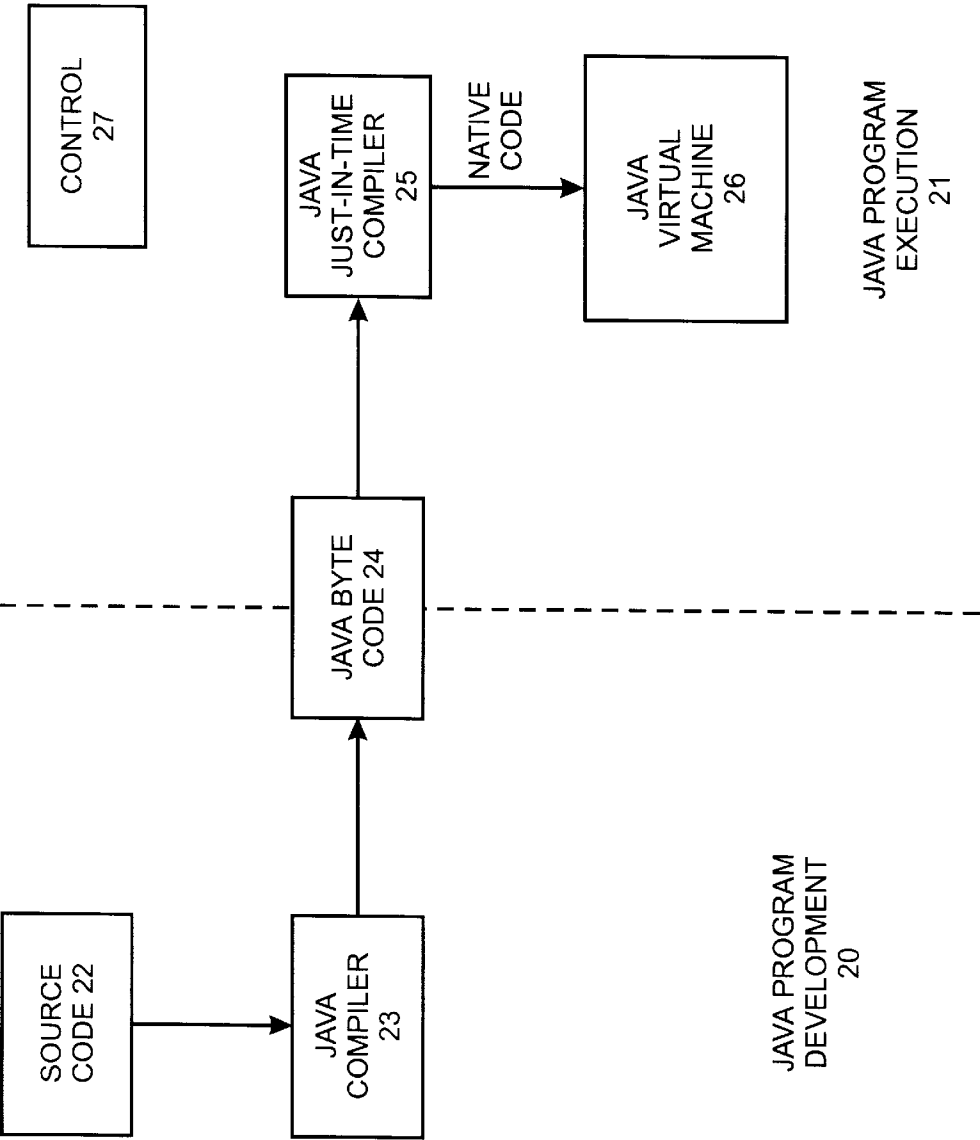 SOURCE
CODE 22
JAVA
COMPILER
23
JAVA PROGRAM
DEVELOPMENT
20
JAVA BYTE
CODE 24
CONTROL
27
JAVA
JUST-IN-TIME
COMPILER
25
NATIVE
CODE
JAVA
VIRTUAL
MACHINE
26
JAVA PROGRAM
EXECUTION
21